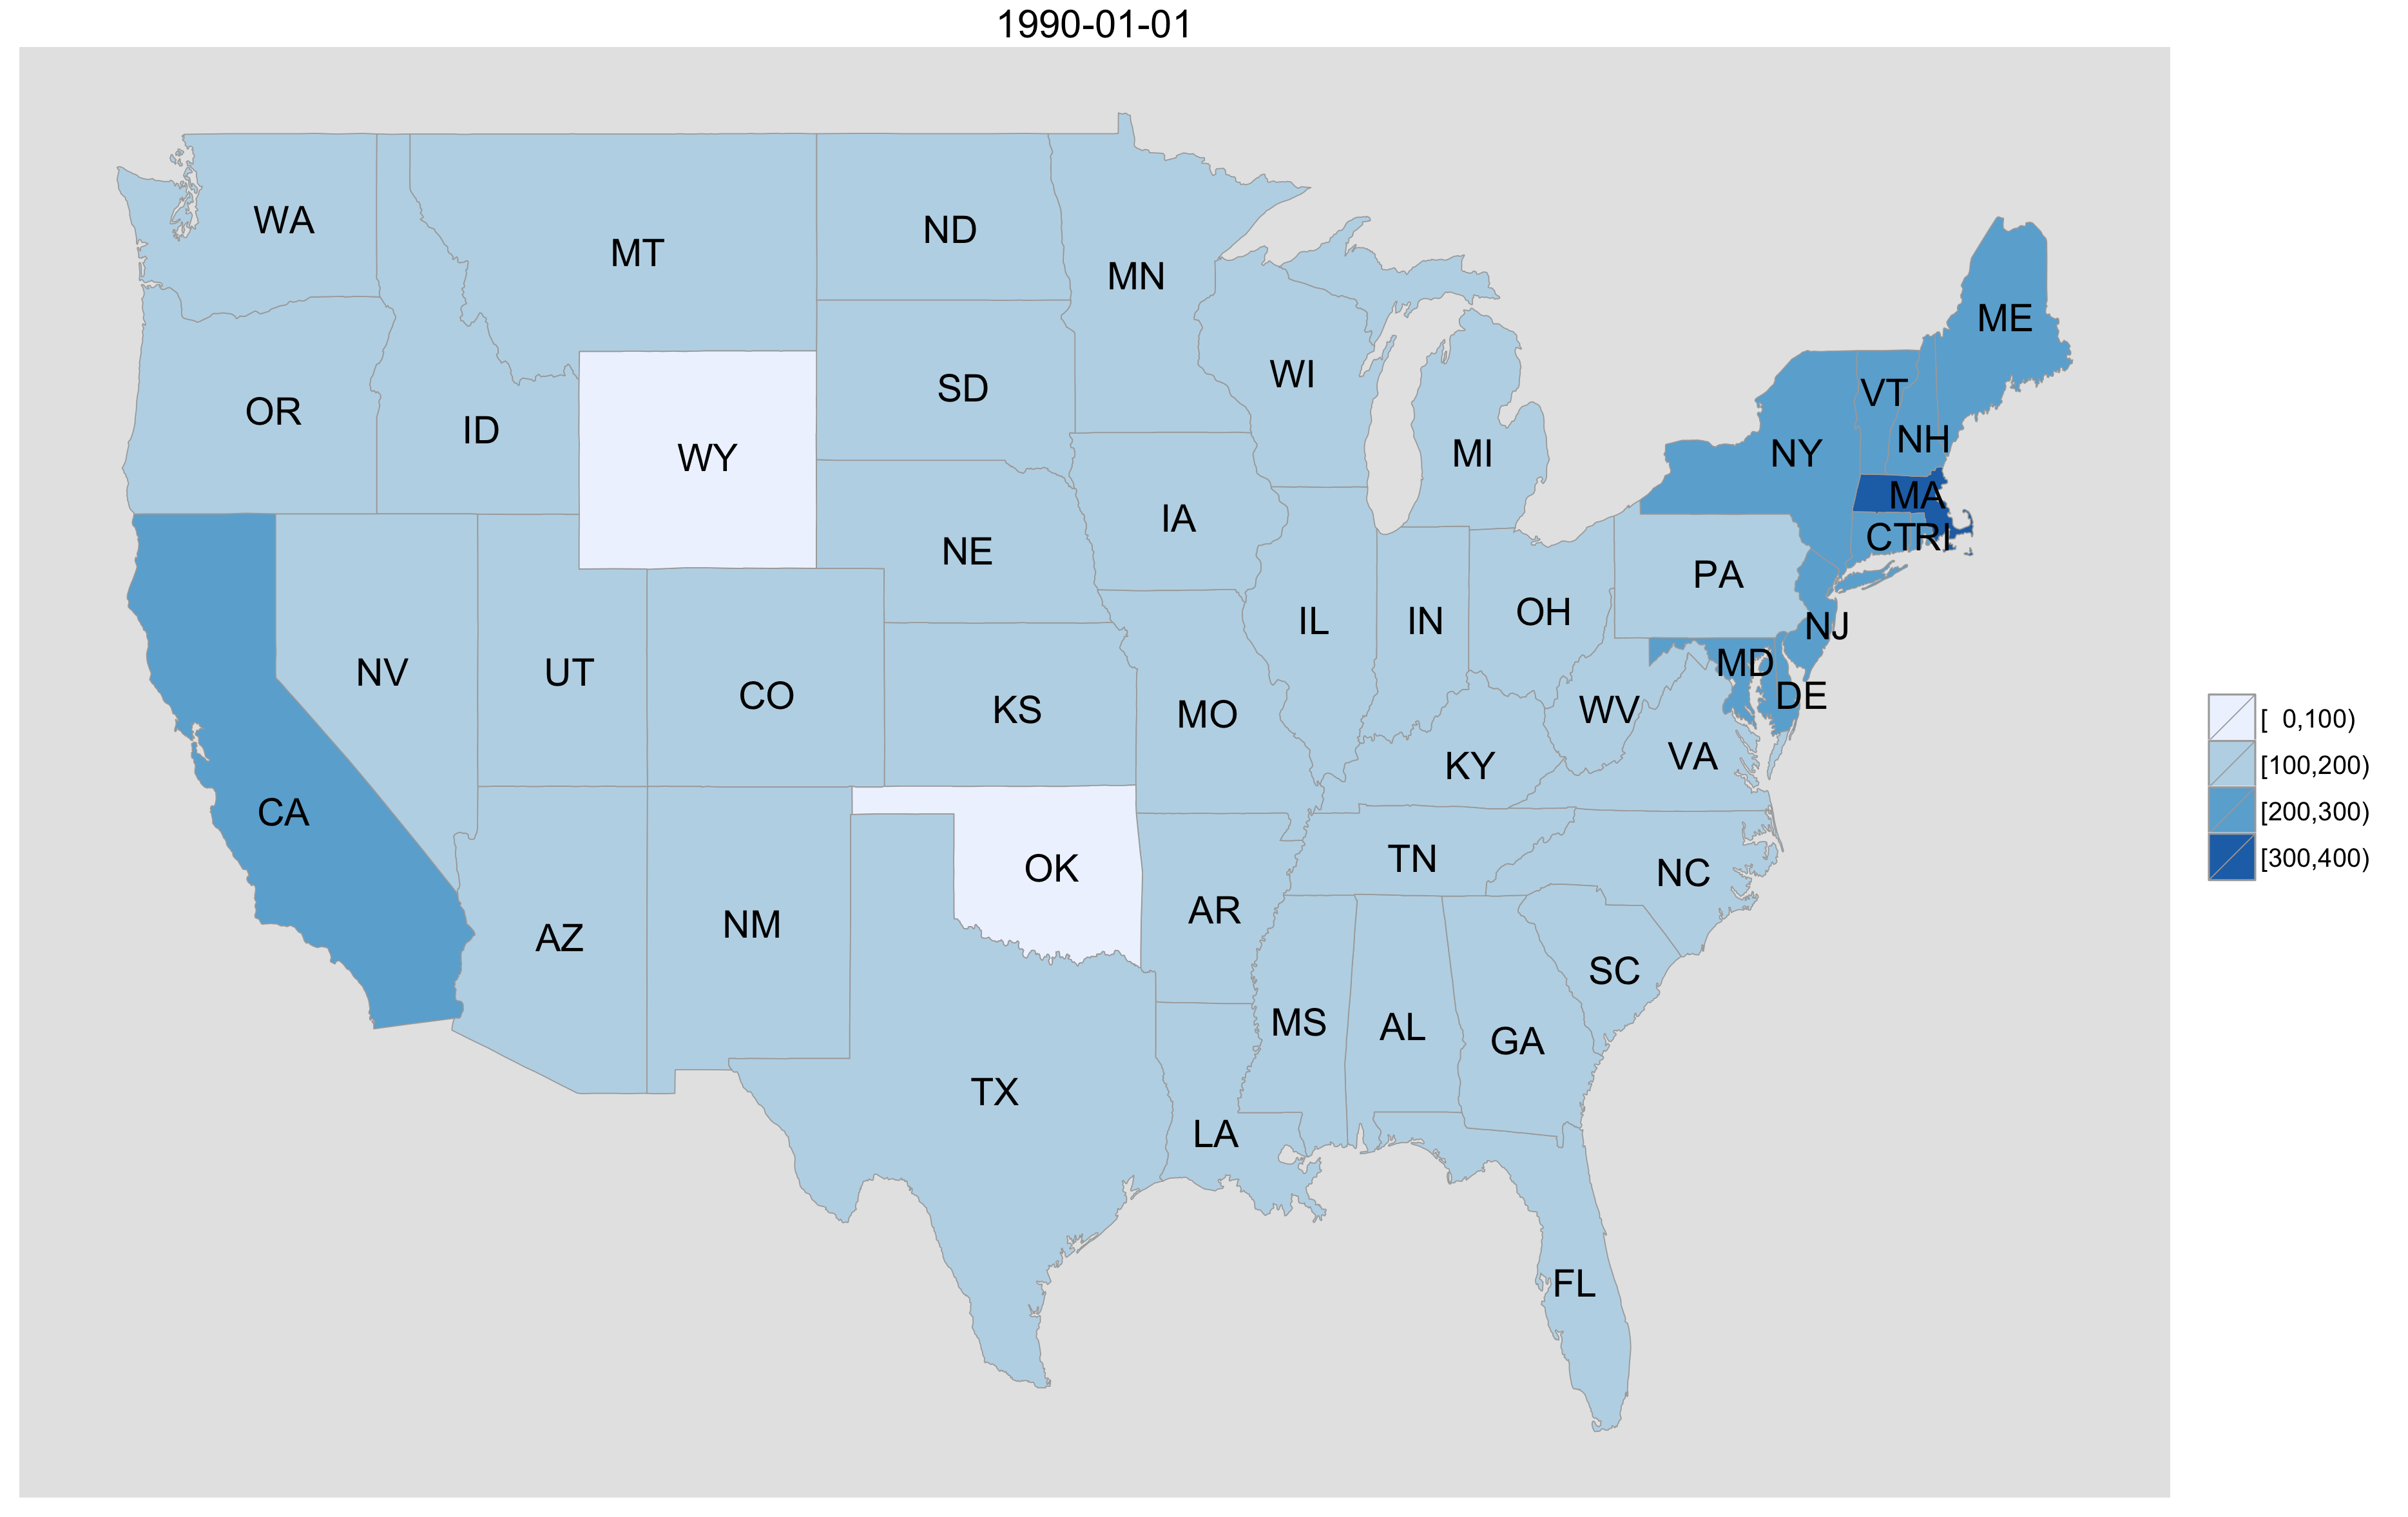 1990-01-01
WA
MT
ND
MN
ME
OR
ID
WY
SD
WI
MI
VT
NY
NH
MA
CT
RI
NE
IA
PA
NJ
NV
UT
CO
KS
MO
IL
IN
OH
WV
MD
DE
VA
KY
CA
AZ
NM
OK
AR
TN
NC
SC
MS
AL
GA
TX
LA
FL
[ 0,100)
[100,200)
[200,300)
[300,400)